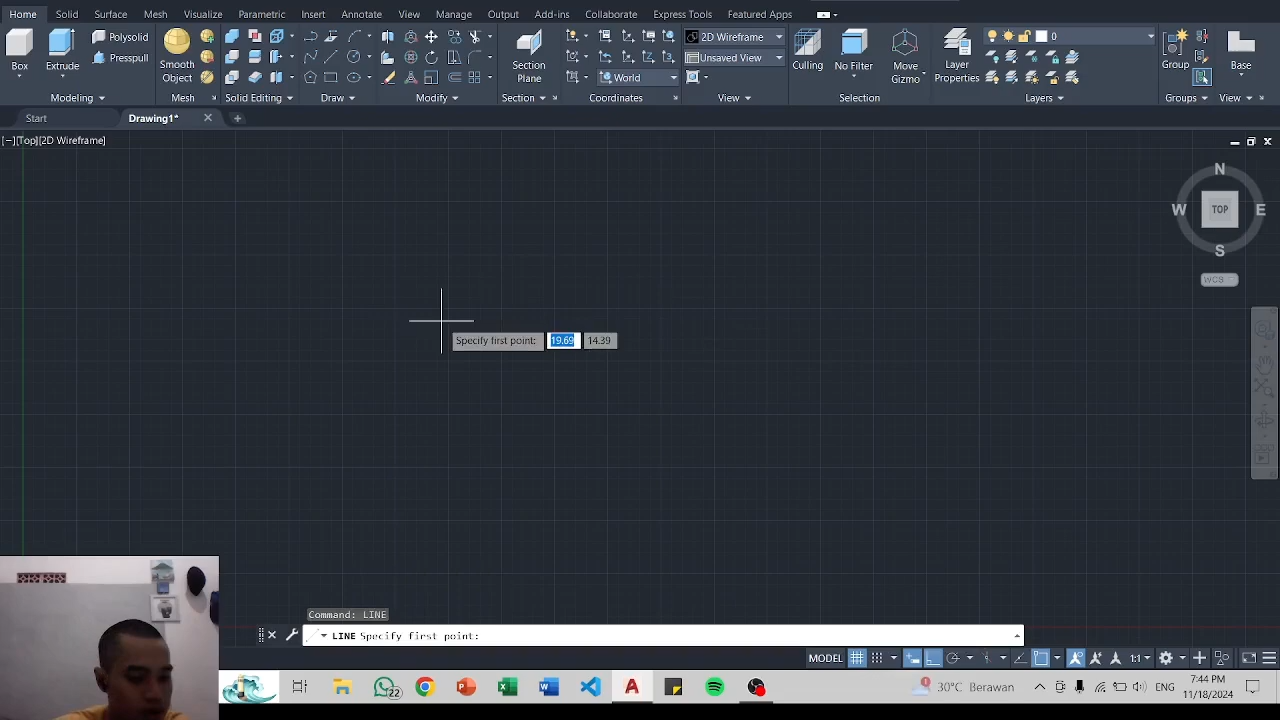 Home Solid Surface Mesh Visualize Parametric Insert Annotate View Manage Output Add-ins Collaborate Express Tools Featured Apps
Polysolid
2D Wireframe
0
Presspull
Unsaved View
Box Extrude
Smooth Object
Section Plane
World
Culling No Filter Move Gizmo
Layer Properties
Group Base
Modeling Mesh Solid Editing Draw Modify Section Coordinates View Selection Layers Groups View
Start Drawing1*
[−][Top][2D Wireframe]
N
W TOP E
S
WCS
Specify first point: 19.69 14.39
Command: LINE
LINE Specify first point:
MODEL 1:1
22
30°C Berawan
ENG
7:44 PM
11/18/2024